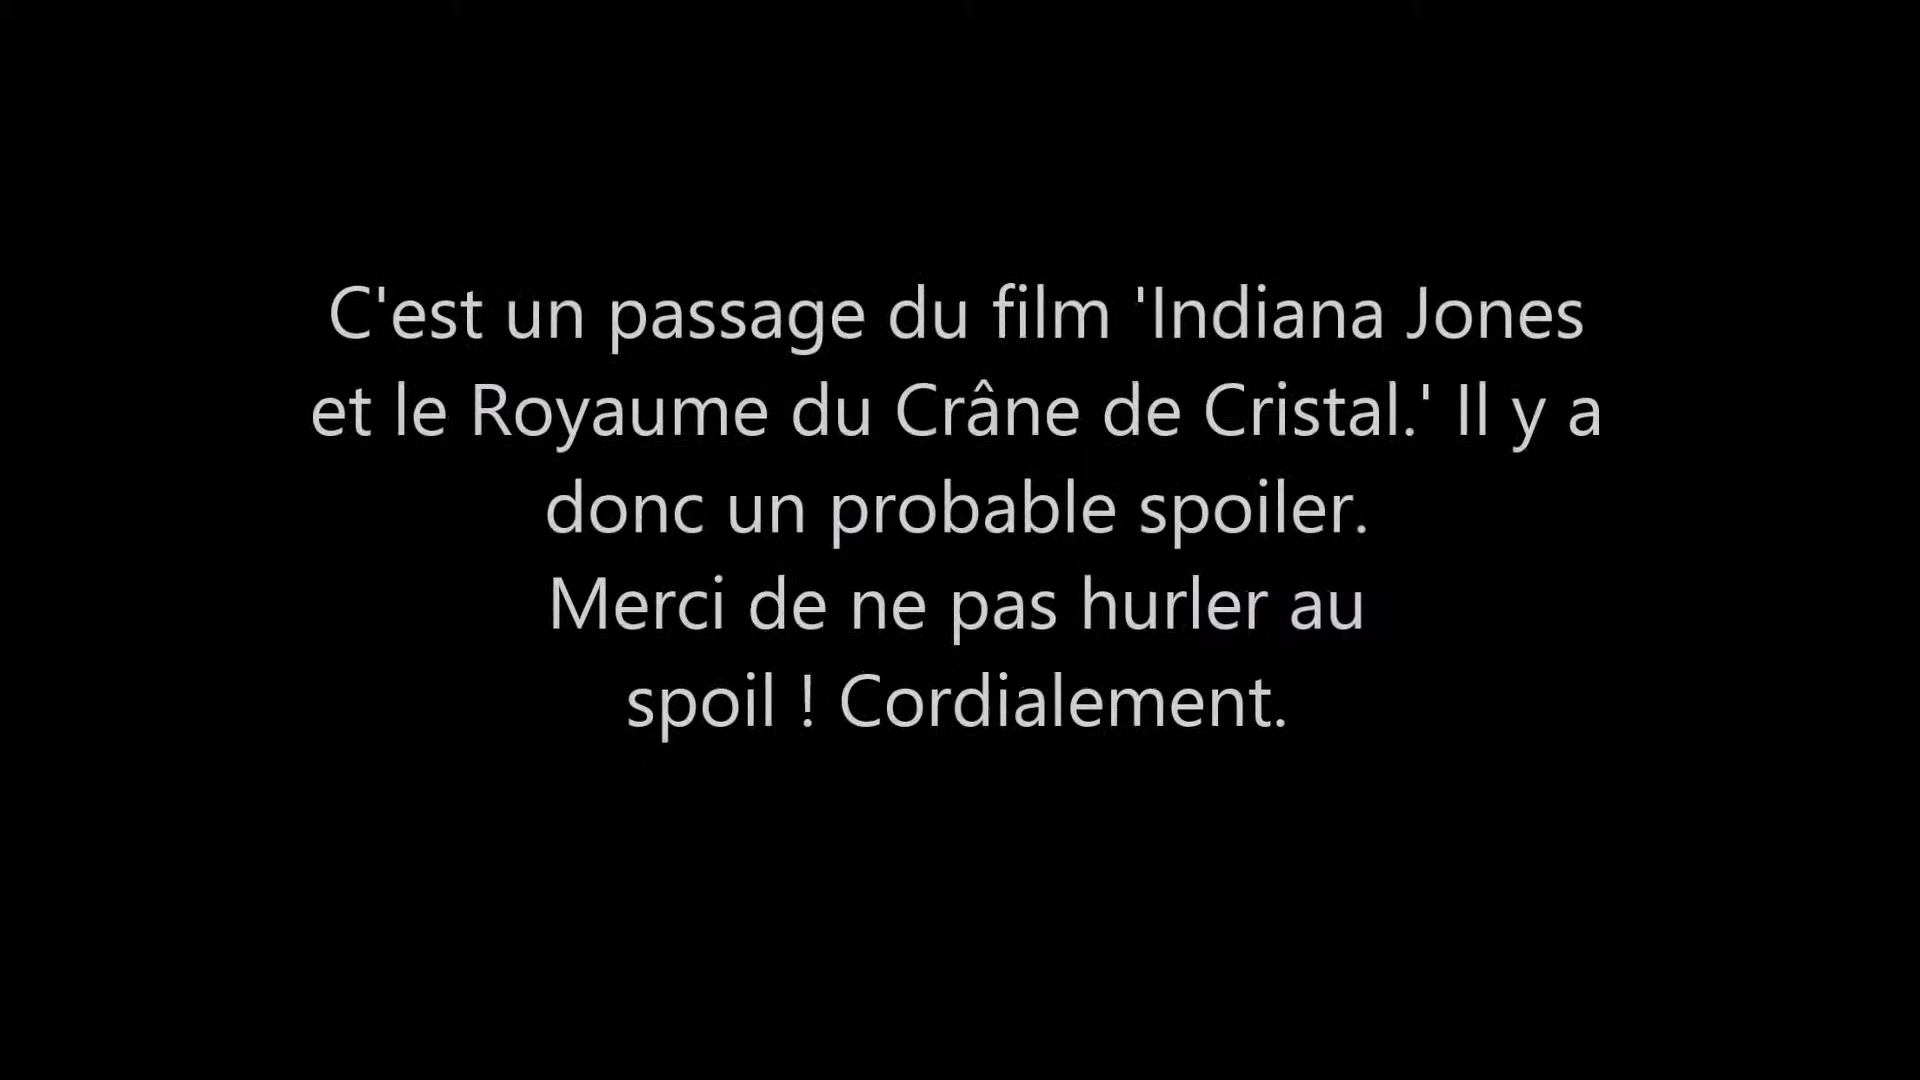 C'est un passage du film 'Indiana Jones
et le Royaume du Crâne de Cristal.' Il y a
donc un probable spoiler.
Merci de ne pas hurler au
spoil ! Cordialement.